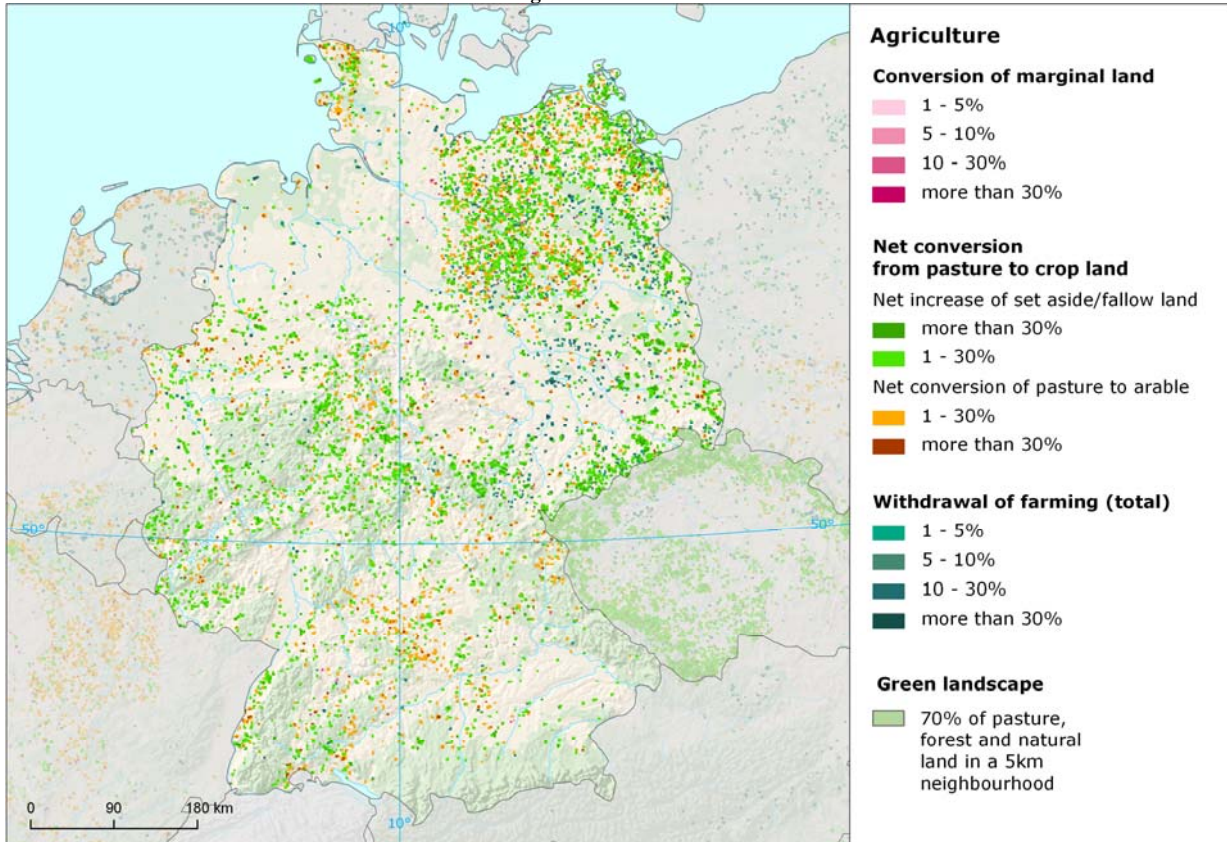 10°
50°
50°
0 90 180 km
10°
Agriculture
Conversion of marginal land
1 - 5%
5 - 10%
10 - 30%
more than 30%
Net conversion
from pasture to crop land
Net increase of set aside/fallow land
more than 30%
1 - 30%
Net conversion of pasture to arable
1 - 30%
more than 30%
Withdrawal of farming (total)
1 - 5%
5 - 10%
10 - 30%
more than 30%
Green landscape
70% of pasture,
forest and natural
land in a 5km
neighbourhood